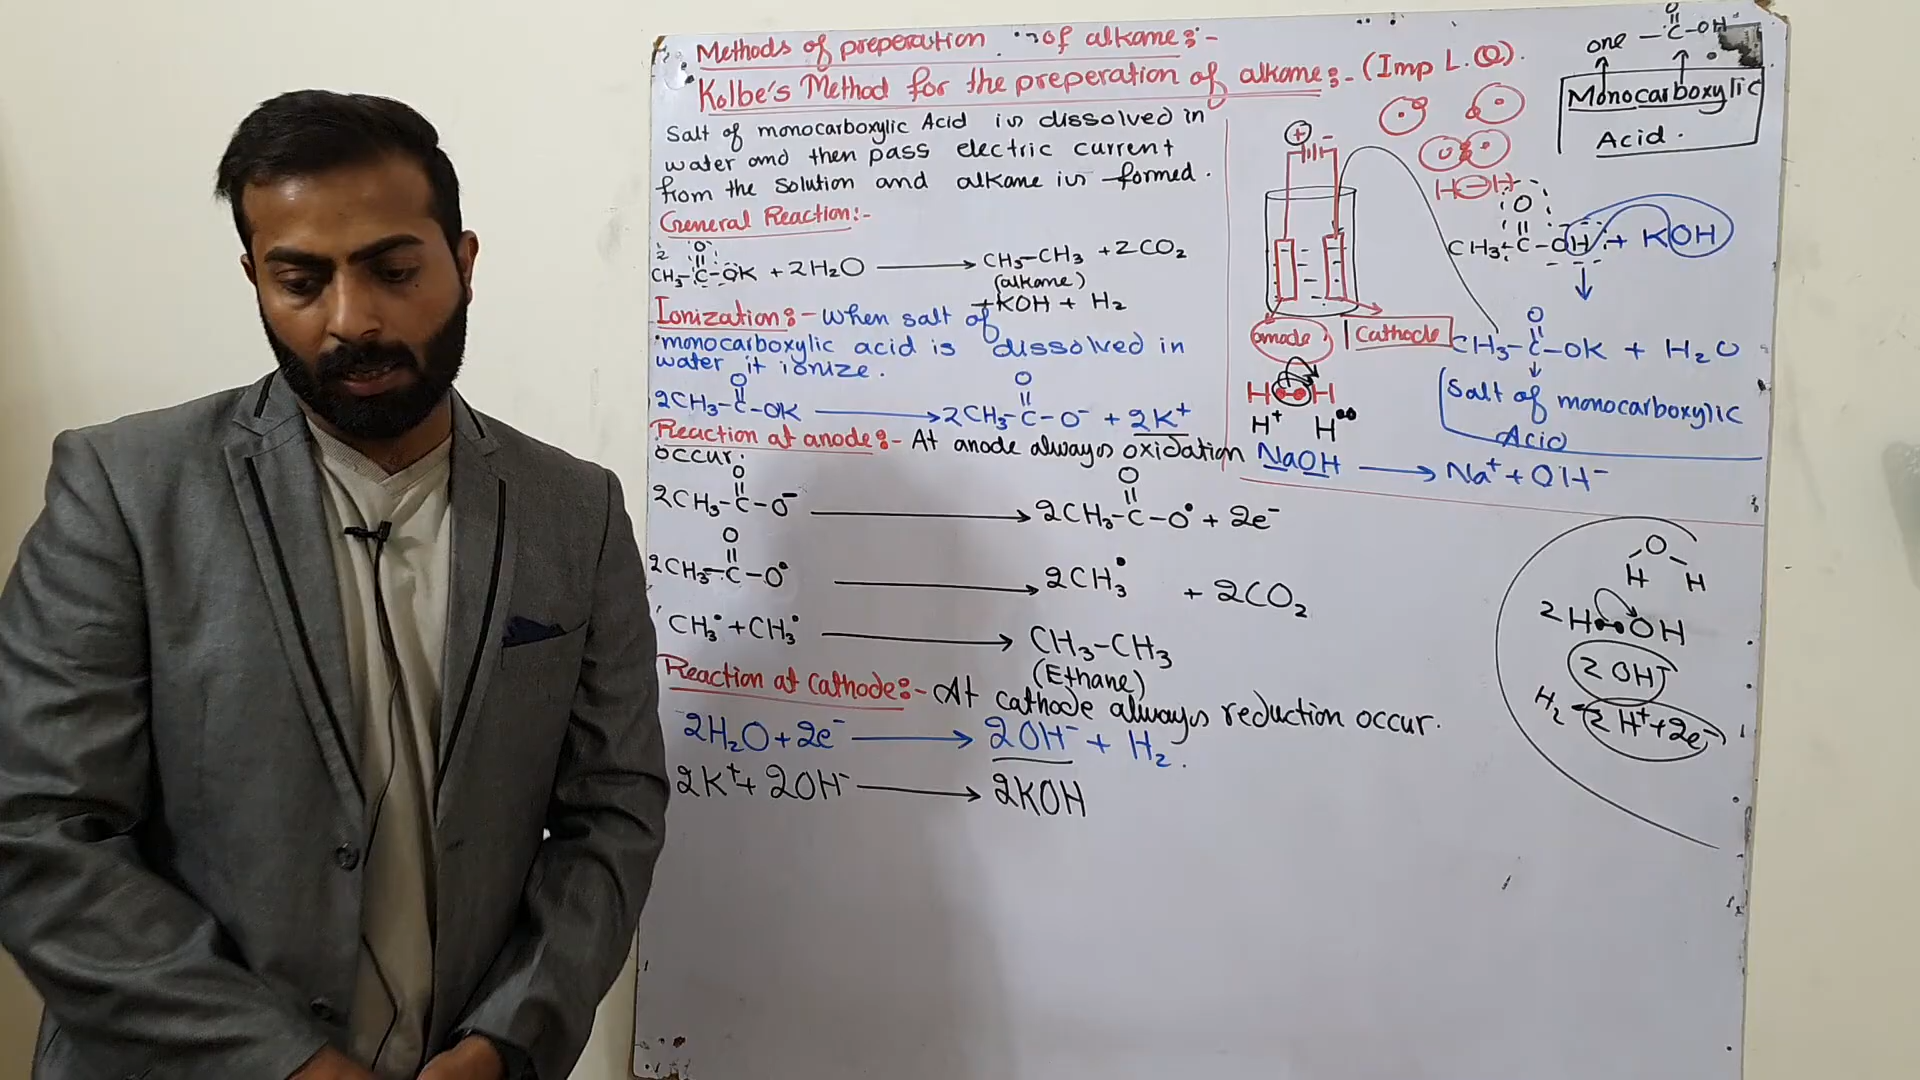 Methods of preperation of alkane:-
Kolbe's Method for the preperation of alkane:- (Imp L.Q).
Salt of monocarboxylic Acid is dissolved in
water and then pass electric current
from the solution and alkane is formed.
General Reaction:-
2
O
||
CH3-C-OK + 2H2O ⟶ CH3-CH3 + 2CO2
(alkane)
+KOH + H2
Ionization:- When salt of
monocarboxylic acid is dissolved in
water it ionize.
O O
|| ||
2CH3-C-OK ⟶ 2CH3-C-O⁻ + 2K⁺
Reaction at anode:- At anode always oxidation
occur.
O O
|| ||
2CH3-C-O⁻ ⟶ 2CH3-C-O• + 2e⁻
O
||
2CH3-C-O• ⟶ 2CH3• + 2CO2
CH3• + CH3• ⟶ CH3-CH3
(Ethane)
Reaction at Cathode:- At cathode always reduction occur.
2H2O + 2e⁻ ⟶ 2OH⁻ + H2.
2K⁺ + 2OH⁻ ⟶ 2KOH
O
||
one -C-OH
Monocarboxylic
Acid.
+ -
H-H
O
||
CH3-C-OH + KOH
anode Cathode
O
||
CH3-C-OK + H2O
Salt of monocarboxylic
Acid
H••H
H⁺ H••
NaOH ⟶ Na⁺ + OH⁻
O
H H
2H••OH
2OH⁻
H2 2H⁺+2e⁻